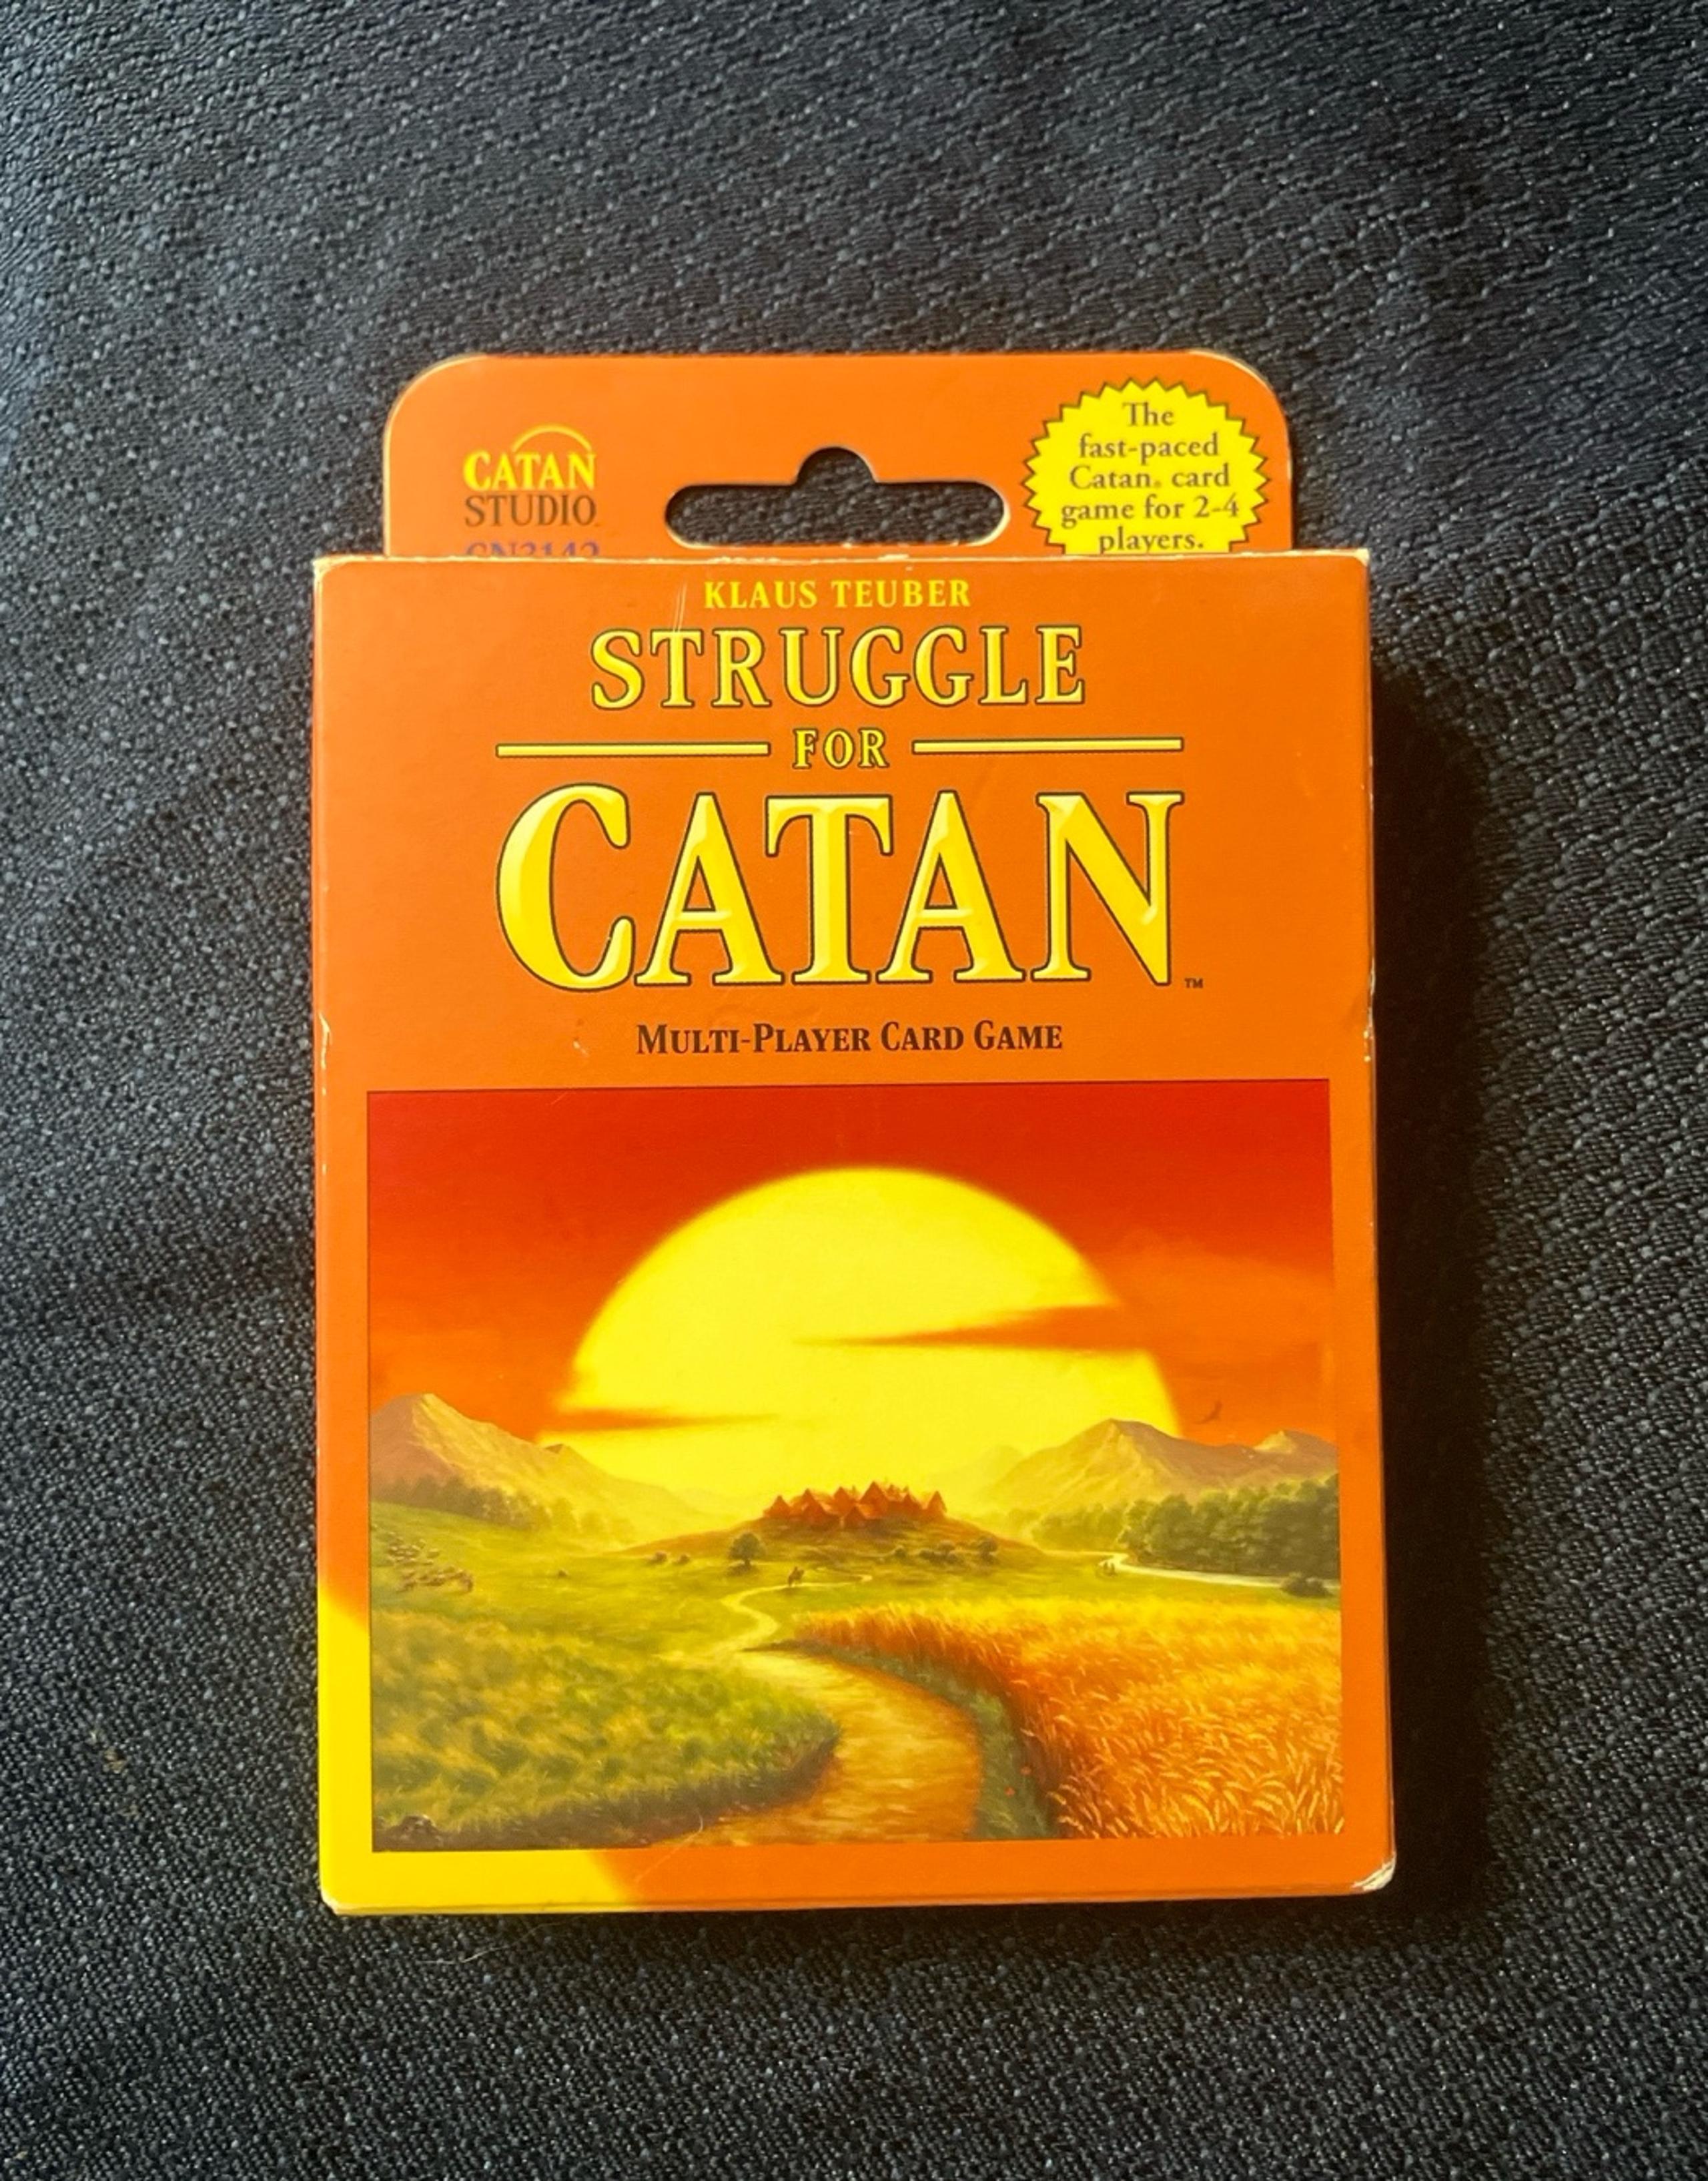 CATAN
STUDIO
CN3142
The
fast-paced
Catan® card
game for 2-4
players.
KLAUS TEUBER
STRUGGLE
FOR
CATAN™
MULTI-PLAYER CARD GAME